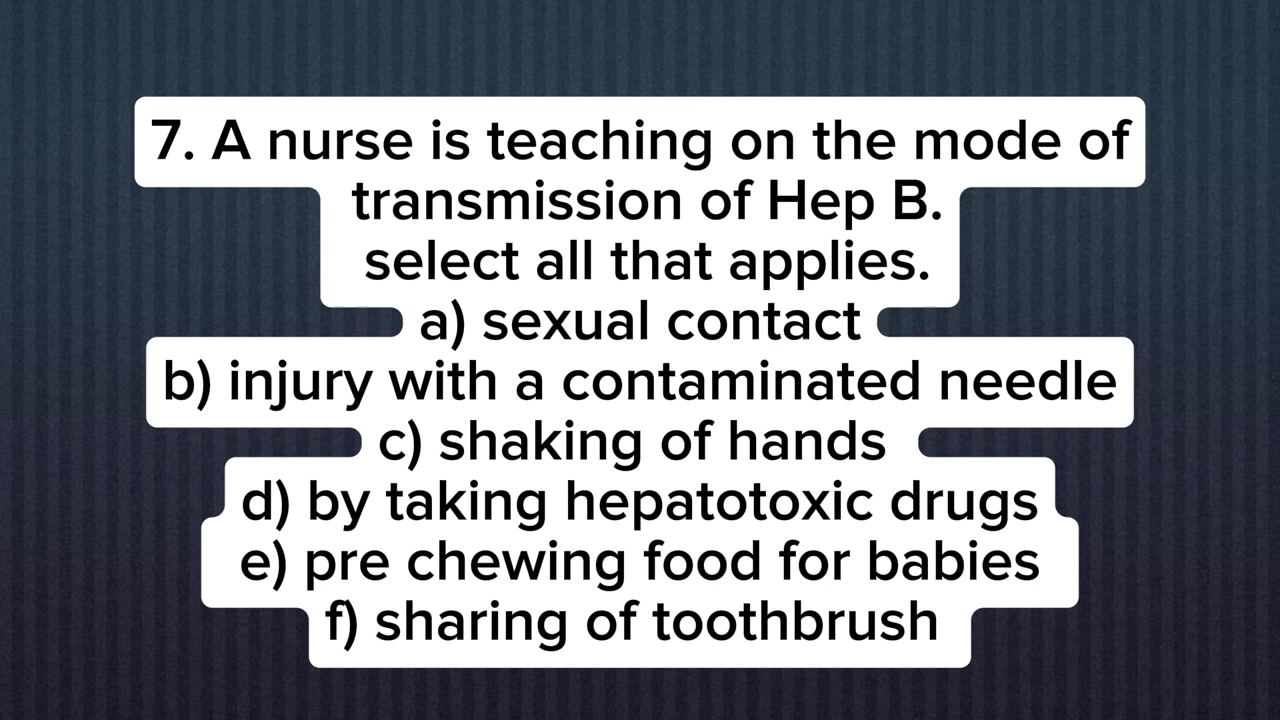 7. A nurse is teaching on the mode of
transmission of Hep B.
select all that applies.
a) sexual contact
b) injury with a contaminated needle
c) shaking of hands
d) by taking hepatotoxic drugs
e) pre chewing food for babies
f) sharing of toothbrush